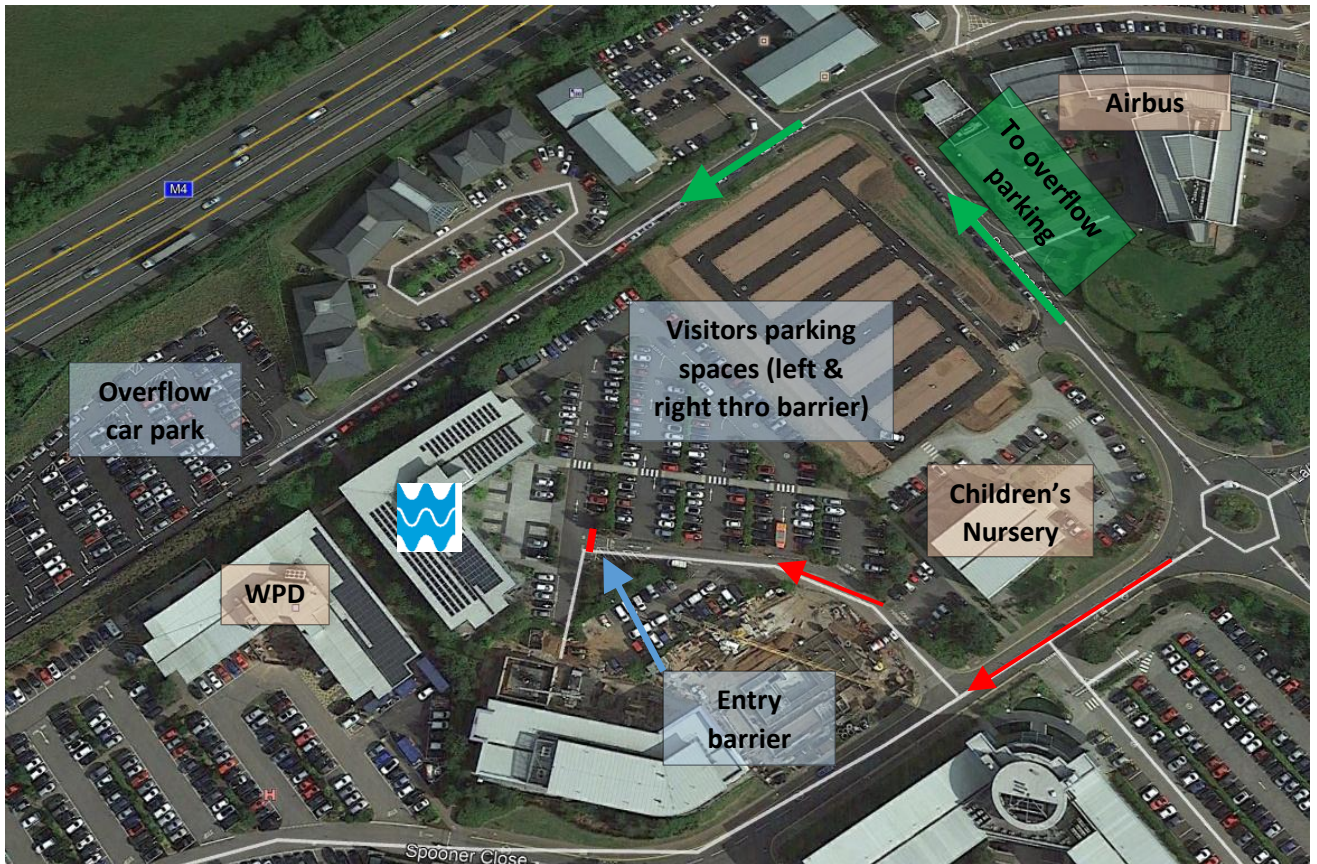 Airbus
To overflow
parking
M4
Visitors parking
spaces (left &
right thro barrier)
Overflow
car park
Children's
Nursery
WPD
Entry
barrier
H
Spooner Close